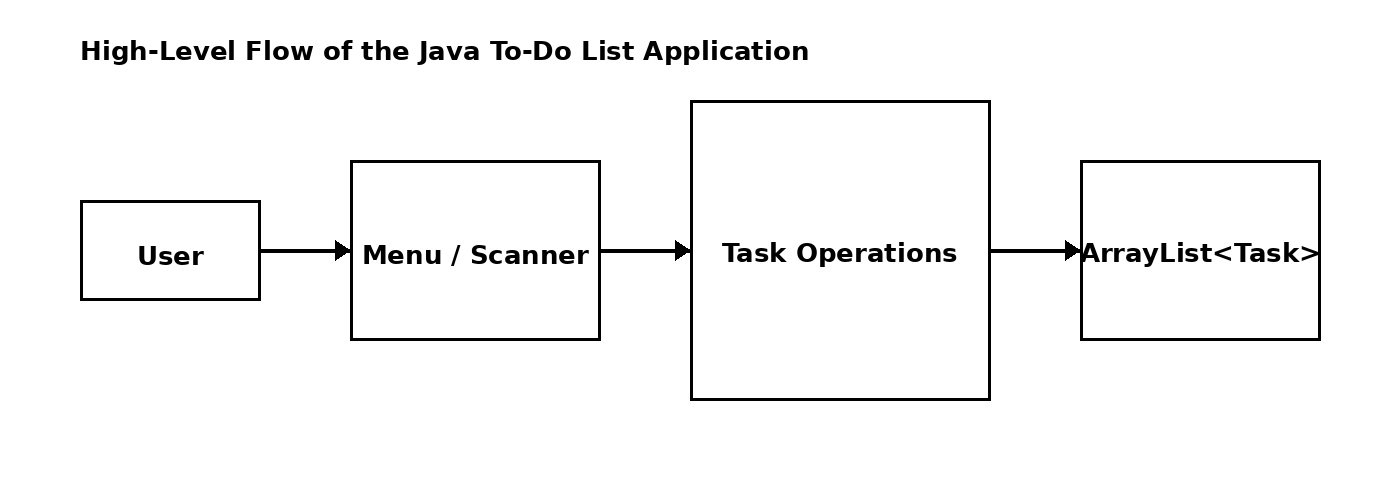 High-Level Flow of the Java To-Do List Application
User
Menu / Scanner
Task Operations
ArrayList<Task>